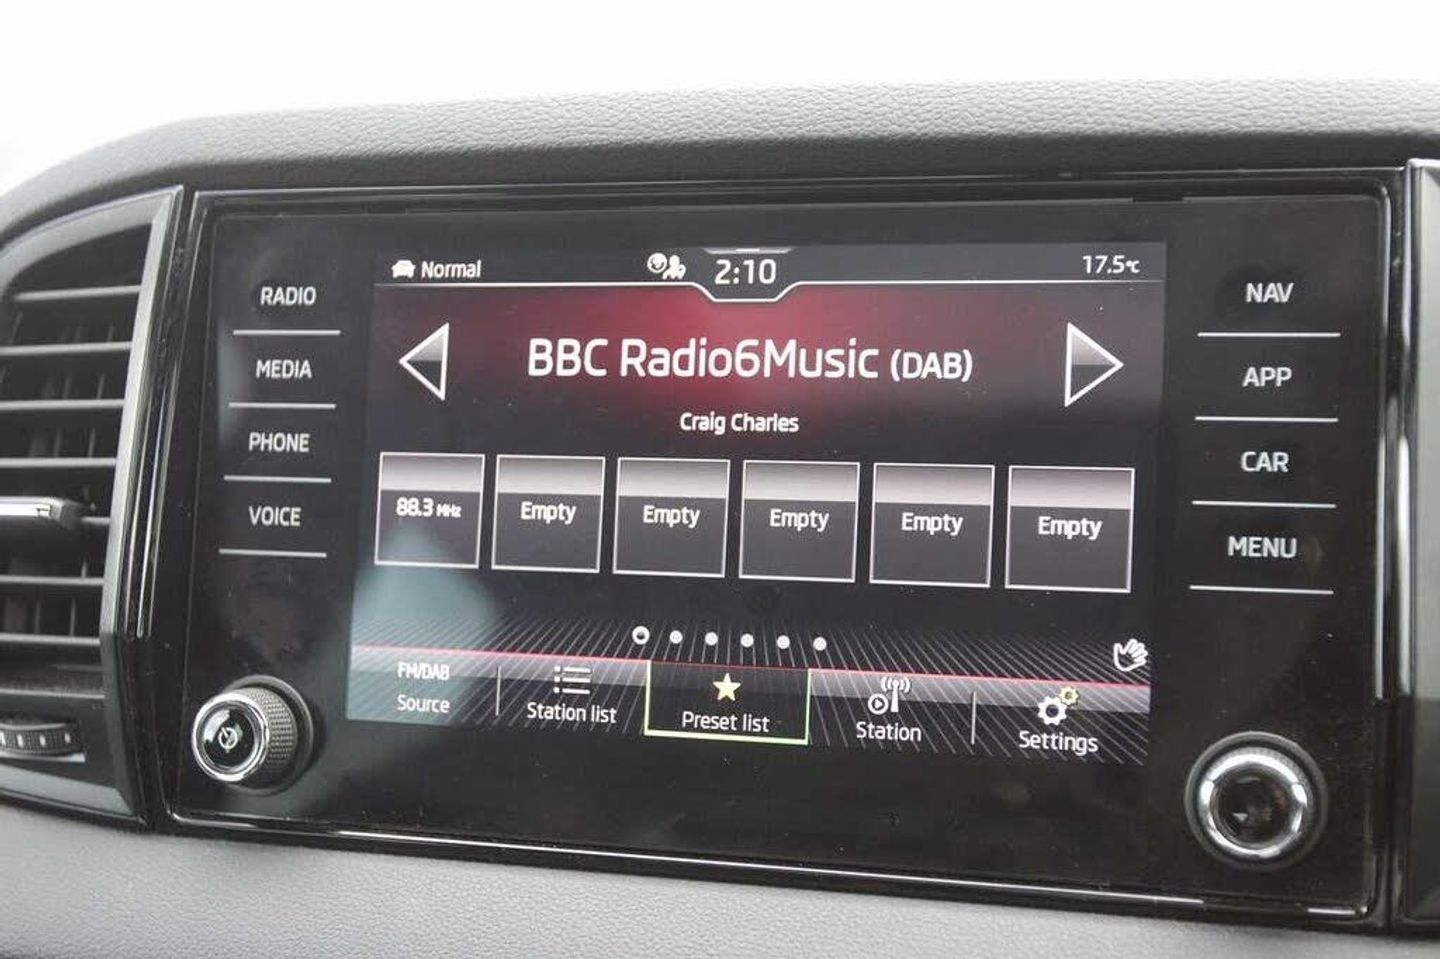 Normal
2:10
17.5°C
RADIO
MEDIA
PHONE
VOICE
BBC Radio6Music (DAB)
Craig Charles
88.3 MHz
Empty
Empty
Empty
Empty
Empty
FM/DAB
Source
Station list
Preset list
Station
Settings
NAV
APP
CAR
MENU